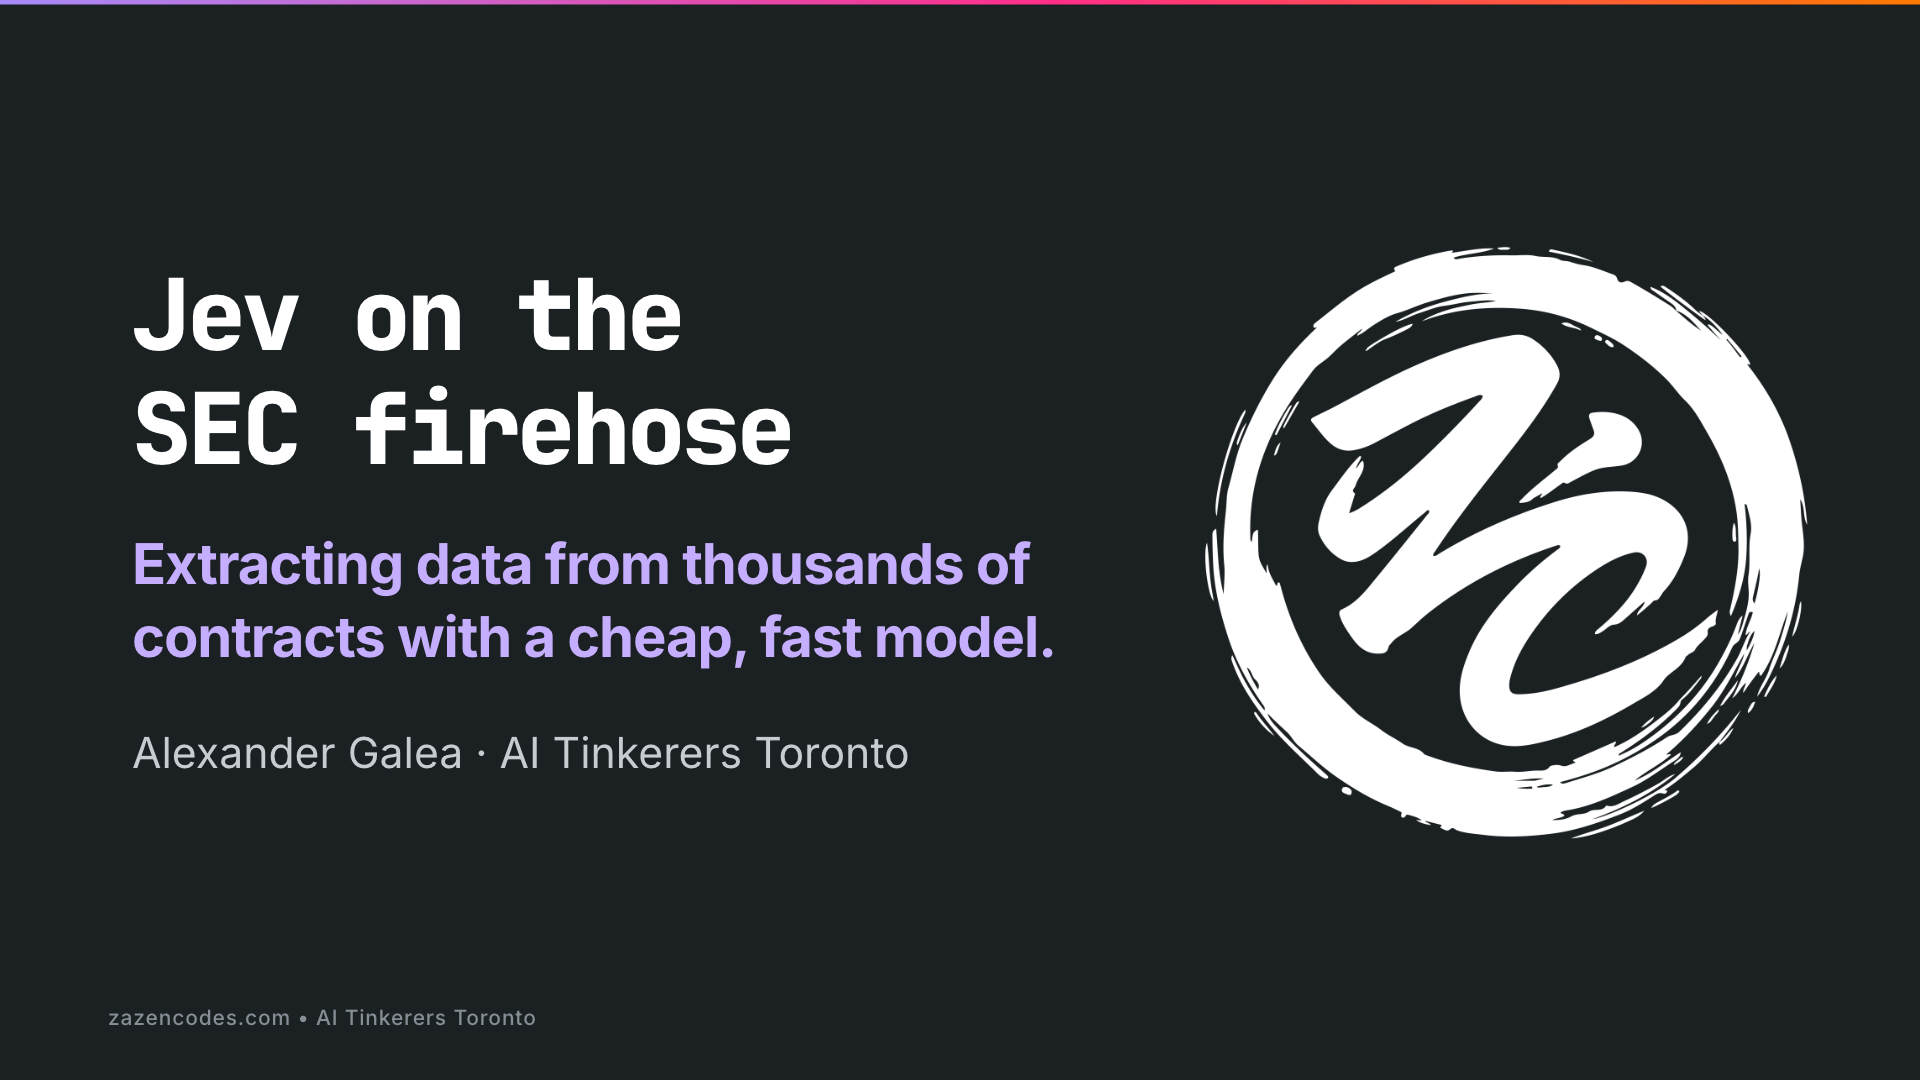 Jev on the
SEC firehose
Extracting data from thousands of
contracts with a cheap, fast model.
Alexander Galea · AI Tinkerers Toronto
ZC
zazencodes.com • AI Tinkerers Toronto